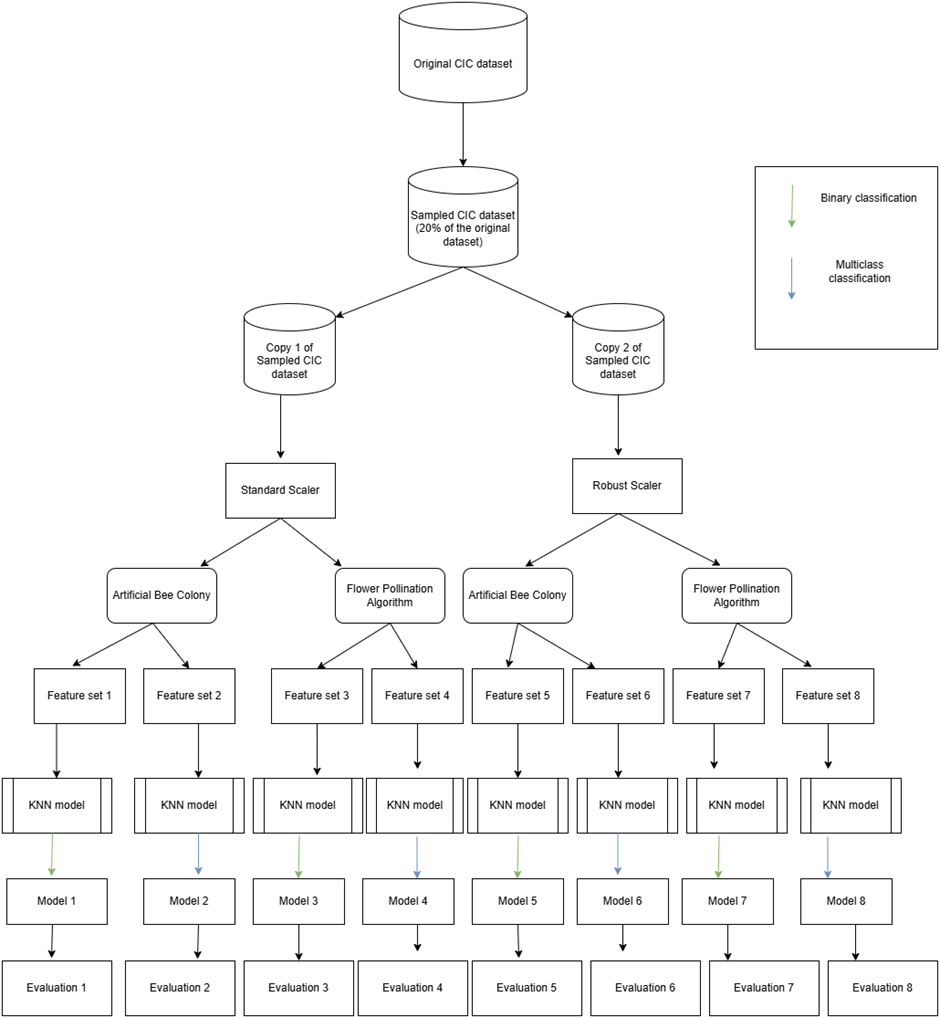 Original CIC dataset
Sampled CIC dataset
(20% of the original
dataset)
Binary classification
Multiclass
classification
Copy 1 of
Sampled CIC
dataset
Copy 2 of
Sampled CIC
dataset
Standard Scaler
Robust Scaler
Artificial Bee Colony
Flower Pollination
Algorithm
Artificial Bee Colony
Flower Pollination
Algorithm
Feature set 1
Feature set 2
Feature set 3
Feature set 4
Feature set 5
Feature set 6
Feature set 7
Feature set 8
KNN model
KNN model
KNN model
KNN model
KNN model
KNN model
KNN model
KNN model
Model 1
Model 2
Model 3
Model 4
Model 5
Model 6
Model 7
Model 8
Evaluation 1
Evaluation 2
Evaluation 3
Evaluation 4
Evaluation 5
Evaluation 6
Evaluation 7
Evaluation 8